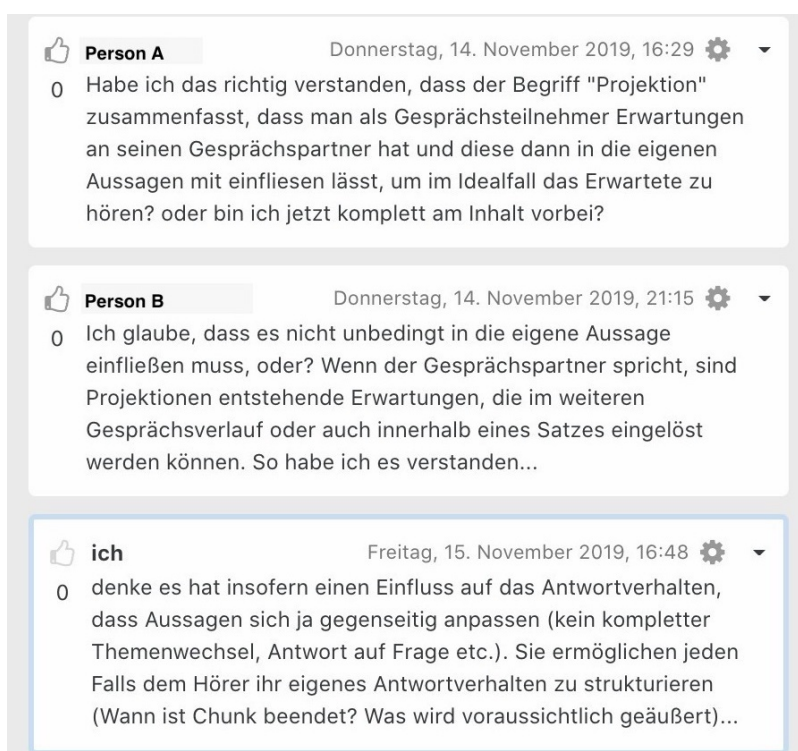 Person A Donnerstag, 14. November 2019, 16:29
0 Habe ich das richtig verstanden, dass der Begriff "Projektion"
zusammenfasst, dass man als Gesprächsteilnehmer Erwartungen
an seinen Gesprächspartner hat und diese dann in die eigenen
Aussagen mit einfliesen lässt, um im Idealfall das Erwartete zu
hören? oder bin ich jetzt komplett am Inhalt vorbei?
Person B Donnerstag, 14. November 2019, 21:15
0 Ich glaube, dass es nicht unbedingt in die eigene Aussage
einfließen muss, oder? Wenn der Gesprächspartner spricht, sind
Projektionen entstehende Erwartungen, die im weiteren
Gesprächsverlauf oder auch innerhalb eines Satzes eingelöst
werden können. So habe ich es verstanden...
ich Freitag, 15. November 2019, 16:48
0 denke es hat insofern einen Einfluss auf das Antwortverhalten,
dass Aussagen sich ja gegenseitig anpassen (kein kompletter
Themenwechsel, Antwort auf Frage etc.). Sie ermöglichen jeden
Falls dem Hörer ihr eigenes Antwortverhalten zu strukturieren
(Wann ist Chunk beendet? Was wird voraussichtlich geäußert)...